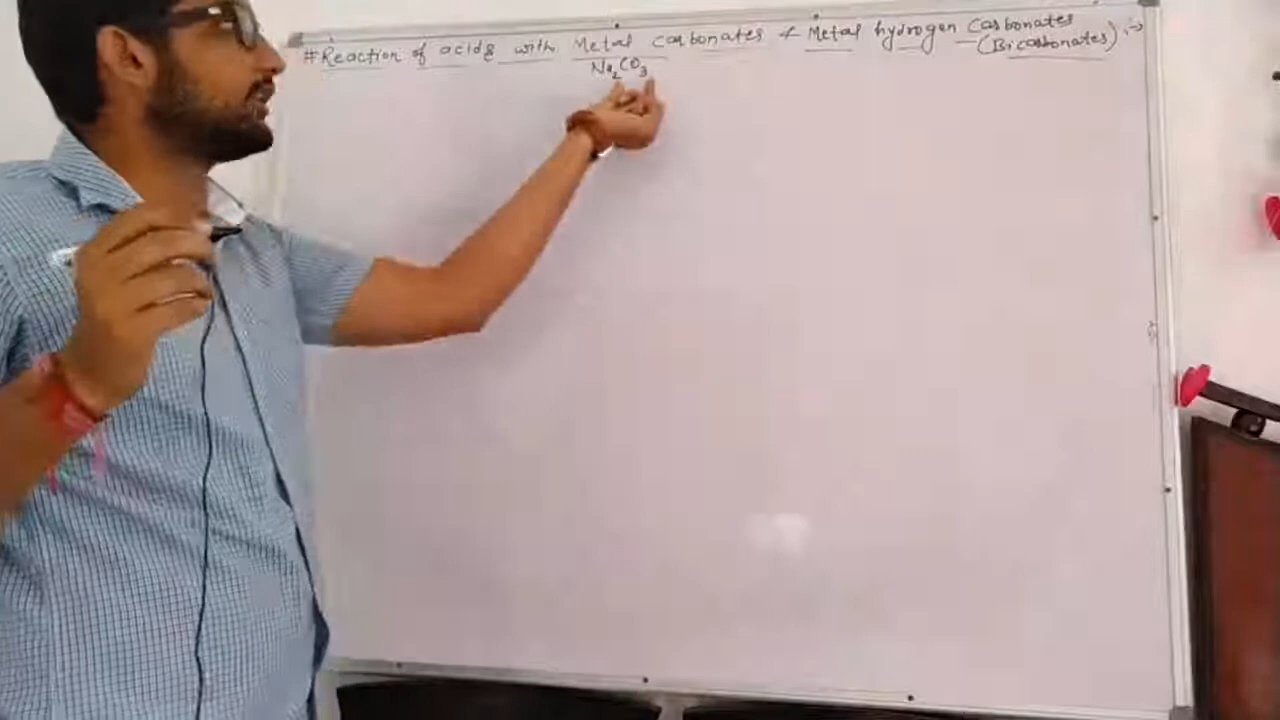 #Reaction of acids with Metal carbonates & Metal hydrogen Carbonates
(Bicarbonates) :->
Na₂CO₃